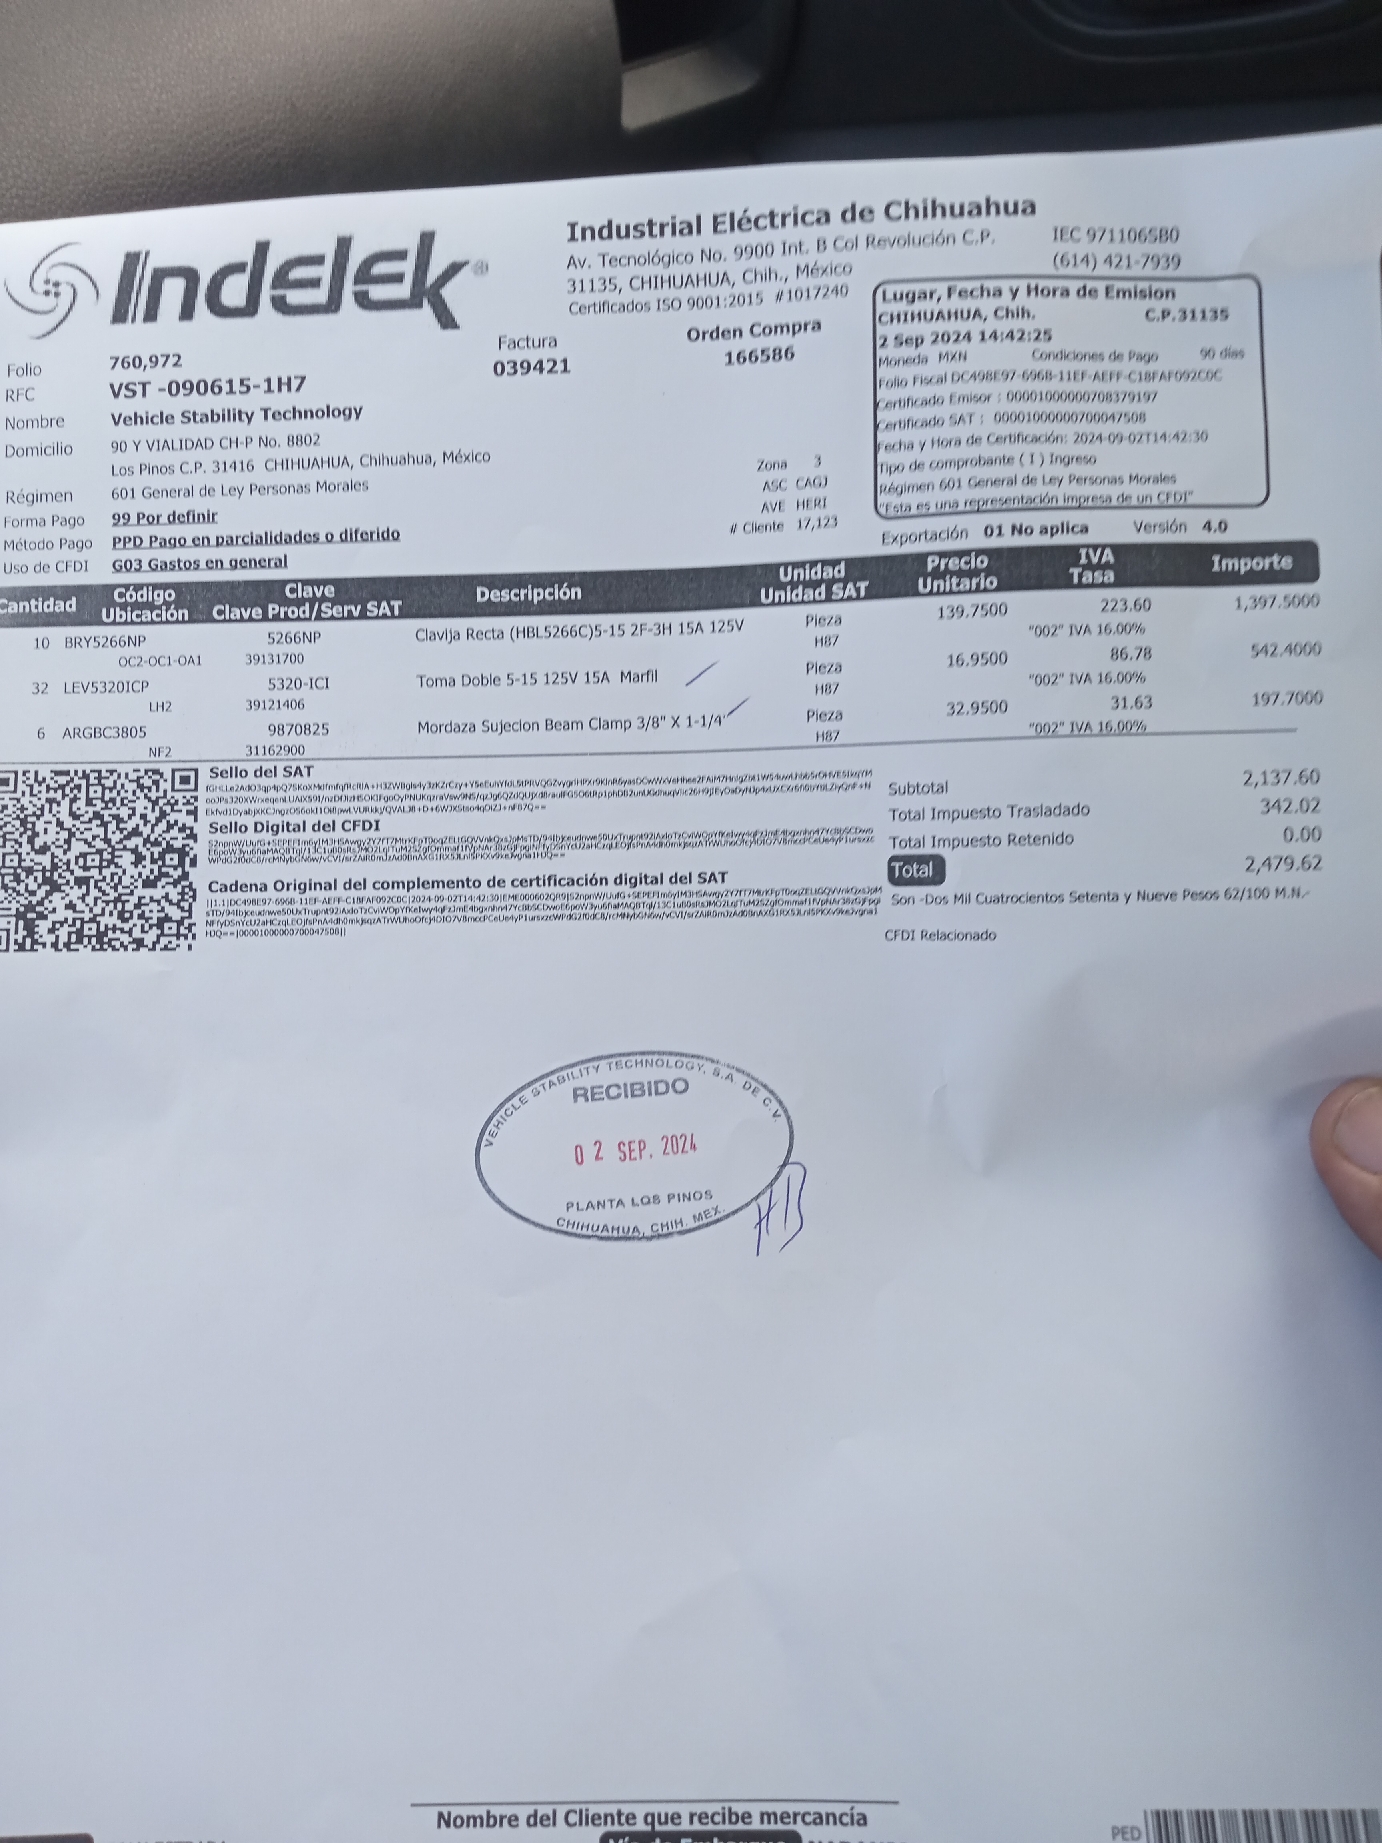 Indelek®
Industrial Eléctrica de Chihuahua
Av. Tecnológico No. 9900 Int. B Col Revolución C.P.
31135, CHIHUAHUA, Chih., México
Certificados ISO 9001:2015 #1017240
IEC 971106SB0
(614) 421-7939
Lugar, Fecha y Hora de Emision
CHIHUAHUA, Chih. C.P.31135
2 Sep 2024 14:42:25
Moneda MXN Condiciones de Pago 90 días
Folio Fiscal DC498E97-696B-11EF-AEFF-C18FAF092C0C
Certificado Emisor : 00001000000708379197
Certificado SAT : 00001000000700047508
Fecha y Hora de Certificación: 2024-09-02T14:42:30
Tipo de comprobante ( I ) Ingreso
Régimen 601 General de Ley Personas Morales
"Esta es una representación impresa de un CFDI"
Folio 760,972
Factura
039421
Orden Compra
166586
RFC VST -090615-1H7
Nombre Vehicle Stability Technology
Domicilio 90 Y VIALIDAD CH-P No. 8802
Los Pinos C.P. 31416 CHIHUAHUA, Chihuahua, México
Régimen 601 General de Ley Personas Morales
Forma Pago 99 Por definir
Método Pago PPD Pago en parcialidades o diferido
Uso de CFDI G03 Gastos en general
Zona 3
ASC CAGJ
AVE HERI
# Cliente 17,123
Exportación 01 No aplica Versión 4.0
Cantidad Código Ubicación Clave Clave Prod/Serv SAT Descripción Unidad Unidad SAT Precio Unitario IVA Tasa Importe
10 BRY5266NP 5266NP Clavija Recta (HBL5266C)5-15 2F-3H 15A 125V Pieza 139.7500 223.60 1,397.5000
OC2-OC1-OA1 39131700 H87 "002" IVA 16.00%
32 LEV5320ICP 5320-ICI Toma Doble 5-15 125V 15A Marfil Pieza 16.9500 86.78 542.4000
LH2 39121406 H87 "002" IVA 16.00%
6 ARGBC3805 9870825 Mordaza Sujecion Beam Clamp 3/8" X 1-1/4" Pieza 32.9500 31.63 197.7000
NF2 31162900 H87 "002" IVA 16.00%
Sello del SAT
Sello Digital del CFDI
Cadena Original del complemento de certificación digital del SAT
Subtotal 2,137.60
Total Impuesto Trasladado 342.02
Total Impuesto Retenido 0.00
Total 2,479.62
Son -Dos Mil Cuatrocientos Setenta y Nueve Pesos 62/100 M.N.-
CFDI Relacionado
VEHICLE STABILITY TECHNOLOGY, S.A. DE C.V.
RECIBIDO
02 SEP. 2024
PLANTA LOS PINOS
CHIHUAHUA, CHIH. MEX.
HB
Nombre del Cliente que recibe mercancía
PED